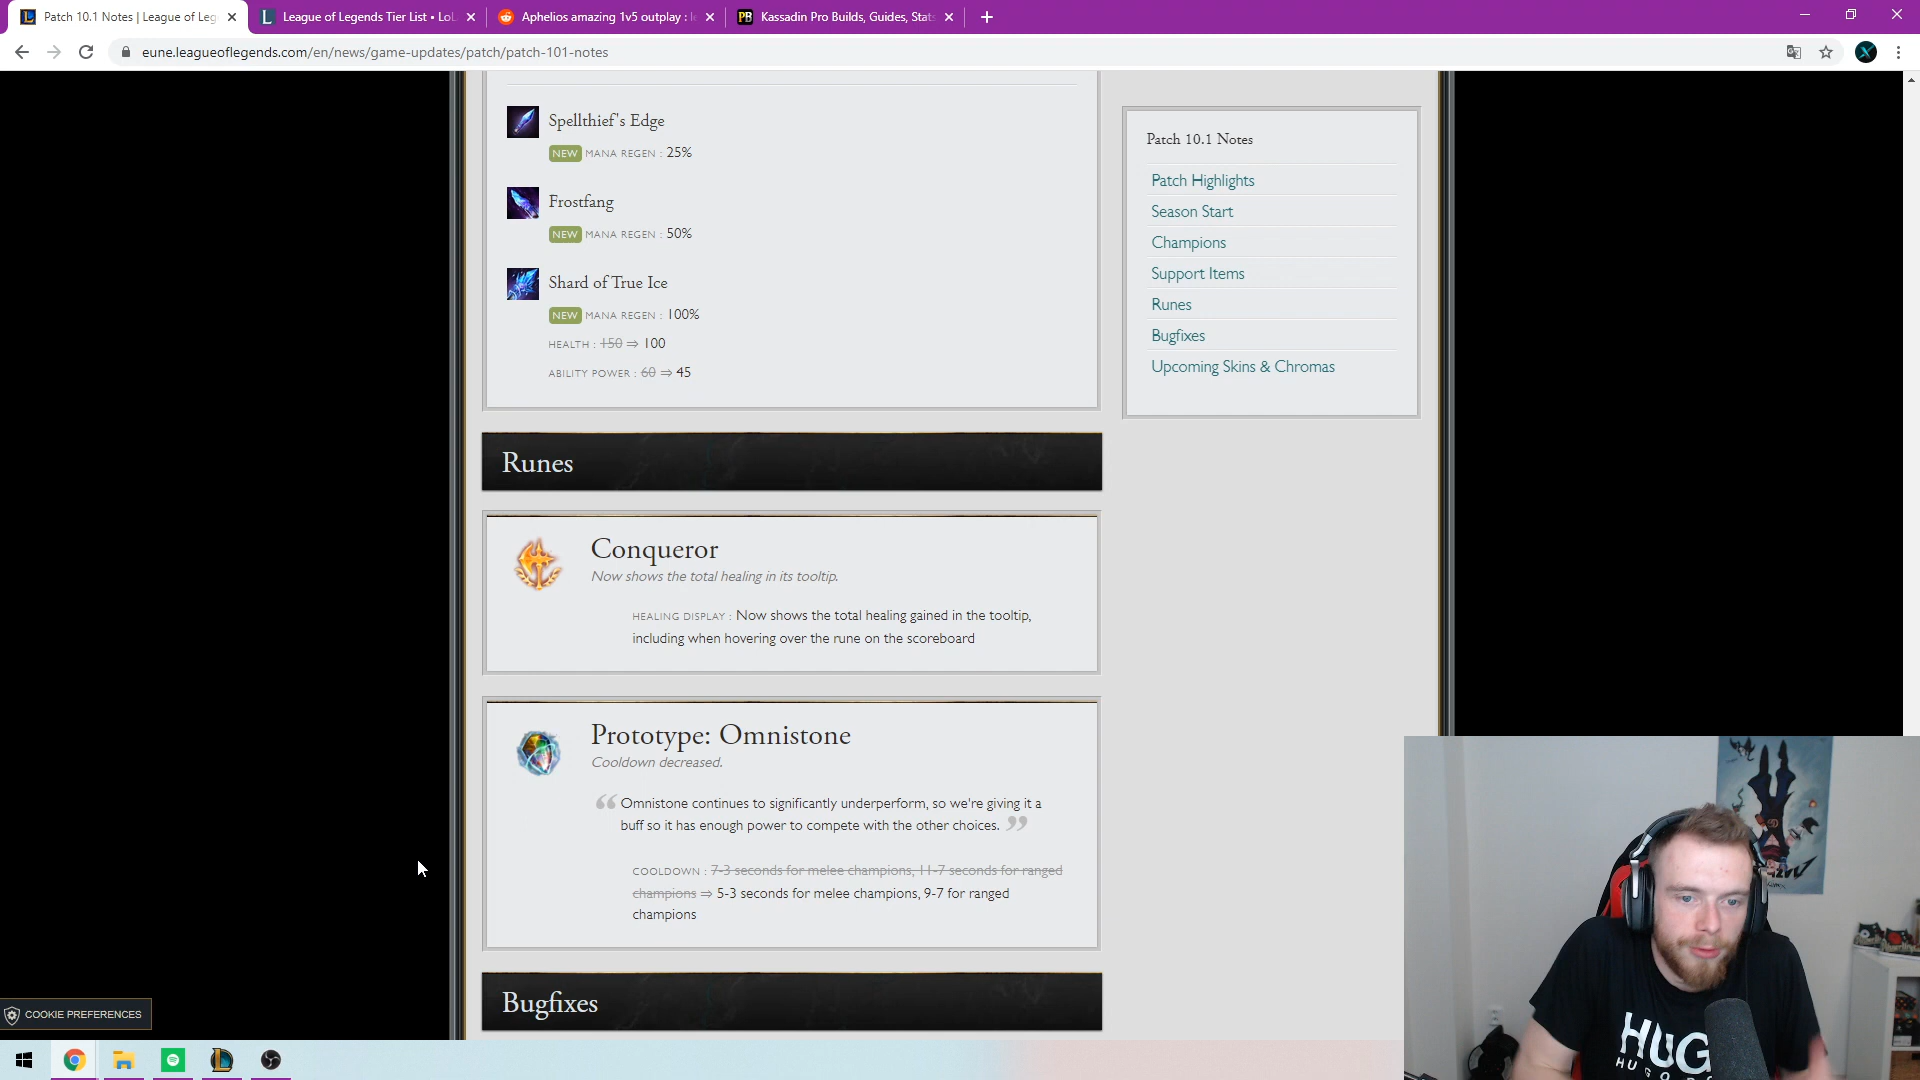 Patch 10.1 Notes | League of Leg
League of Legends Tier List • LoL
Aphelios amazing 1v5 outplay : l
PB Kassadin Pro Builds, Guides, Stats
eune.leagueoflegends.com/en/news/game-updates/patch/patch-101-notes
Spellthief's Edge
NEW MANA REGEN : 25%
Frostfang
NEW MANA REGEN : 50%
Shard of True Ice
NEW MANA REGEN : 100%
HEALTH : 150 ⇒ 100
ABILITY POWER : 60 ⇒ 45
Runes
Conqueror
Now shows the total healing in its tooltip.
HEALING DISPLAY : Now shows the total healing gained in the tooltip,
including when hovering over the rune on the scoreboard
Prototype: Omnistone
Cooldown decreased.
“ Omnistone continues to significantly underperform, so we're giving it a
buff so it has enough power to compete with the other choices. ”
COOLDOWN : 7-3 seconds for melee champions, 11-7 seconds for ranged
champions ⇒ 5-3 seconds for melee champions, 9-7 for ranged
champions
Bugfixes
Patch 10.1 Notes
Patch Highlights
Season Start
Champions
Support Items
Runes
Bugfixes
Upcoming Skins & Chromas
COOKIE PREFERENCES
HUG